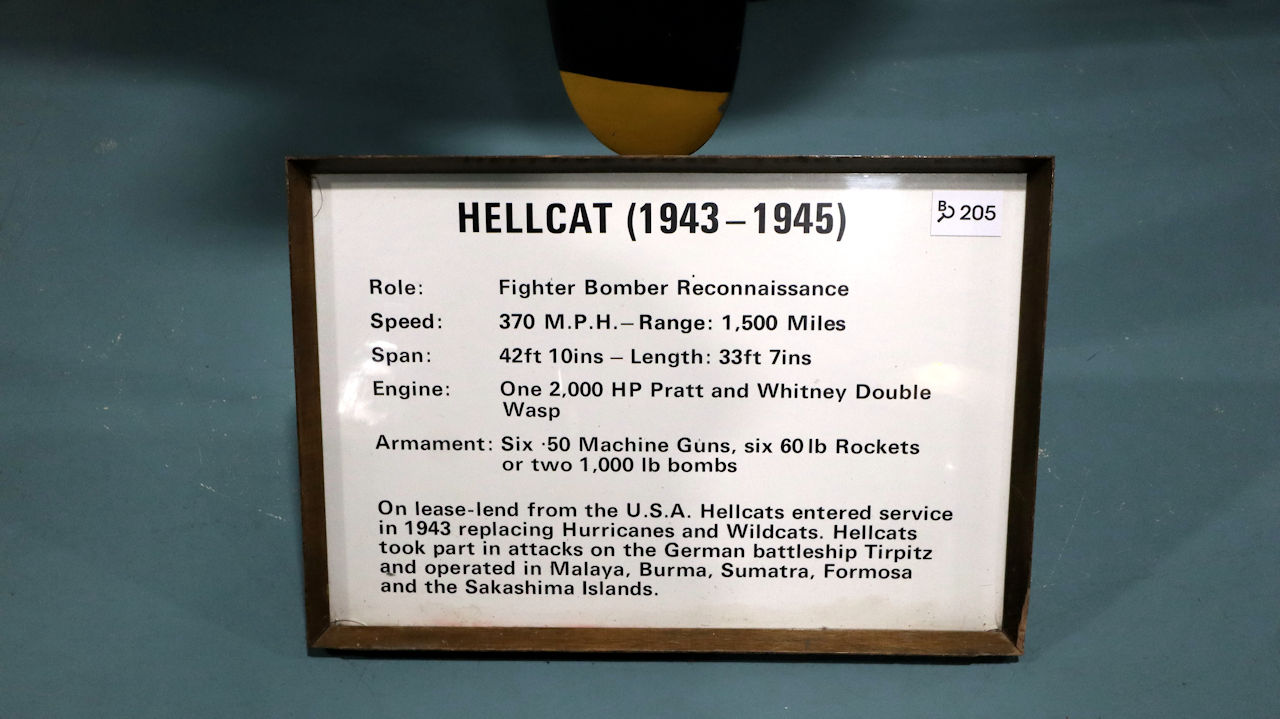 HELLCAT (1943–1945)
B 205
Role: Fighter Bomber Reconnaissance
Speed: 370 M.P.H.–Range: 1,500 Miles
Span: 42ft 10ins – Length: 33ft 7ins
Engine: One 2,000 HP Pratt and Whitney Double
Wasp
Armament: Six ·50 Machine Guns, six 60lb Rockets
or two 1,000 lb bombs
On lease-lend from the U.S.A. Hellcats entered service
in 1943 replacing Hurricanes and Wildcats. Hellcats
took part in attacks on the German battleship Tirpitz
and operated in Malaya, Burma, Sumatra, Formosa
and the Sakashima Islands.